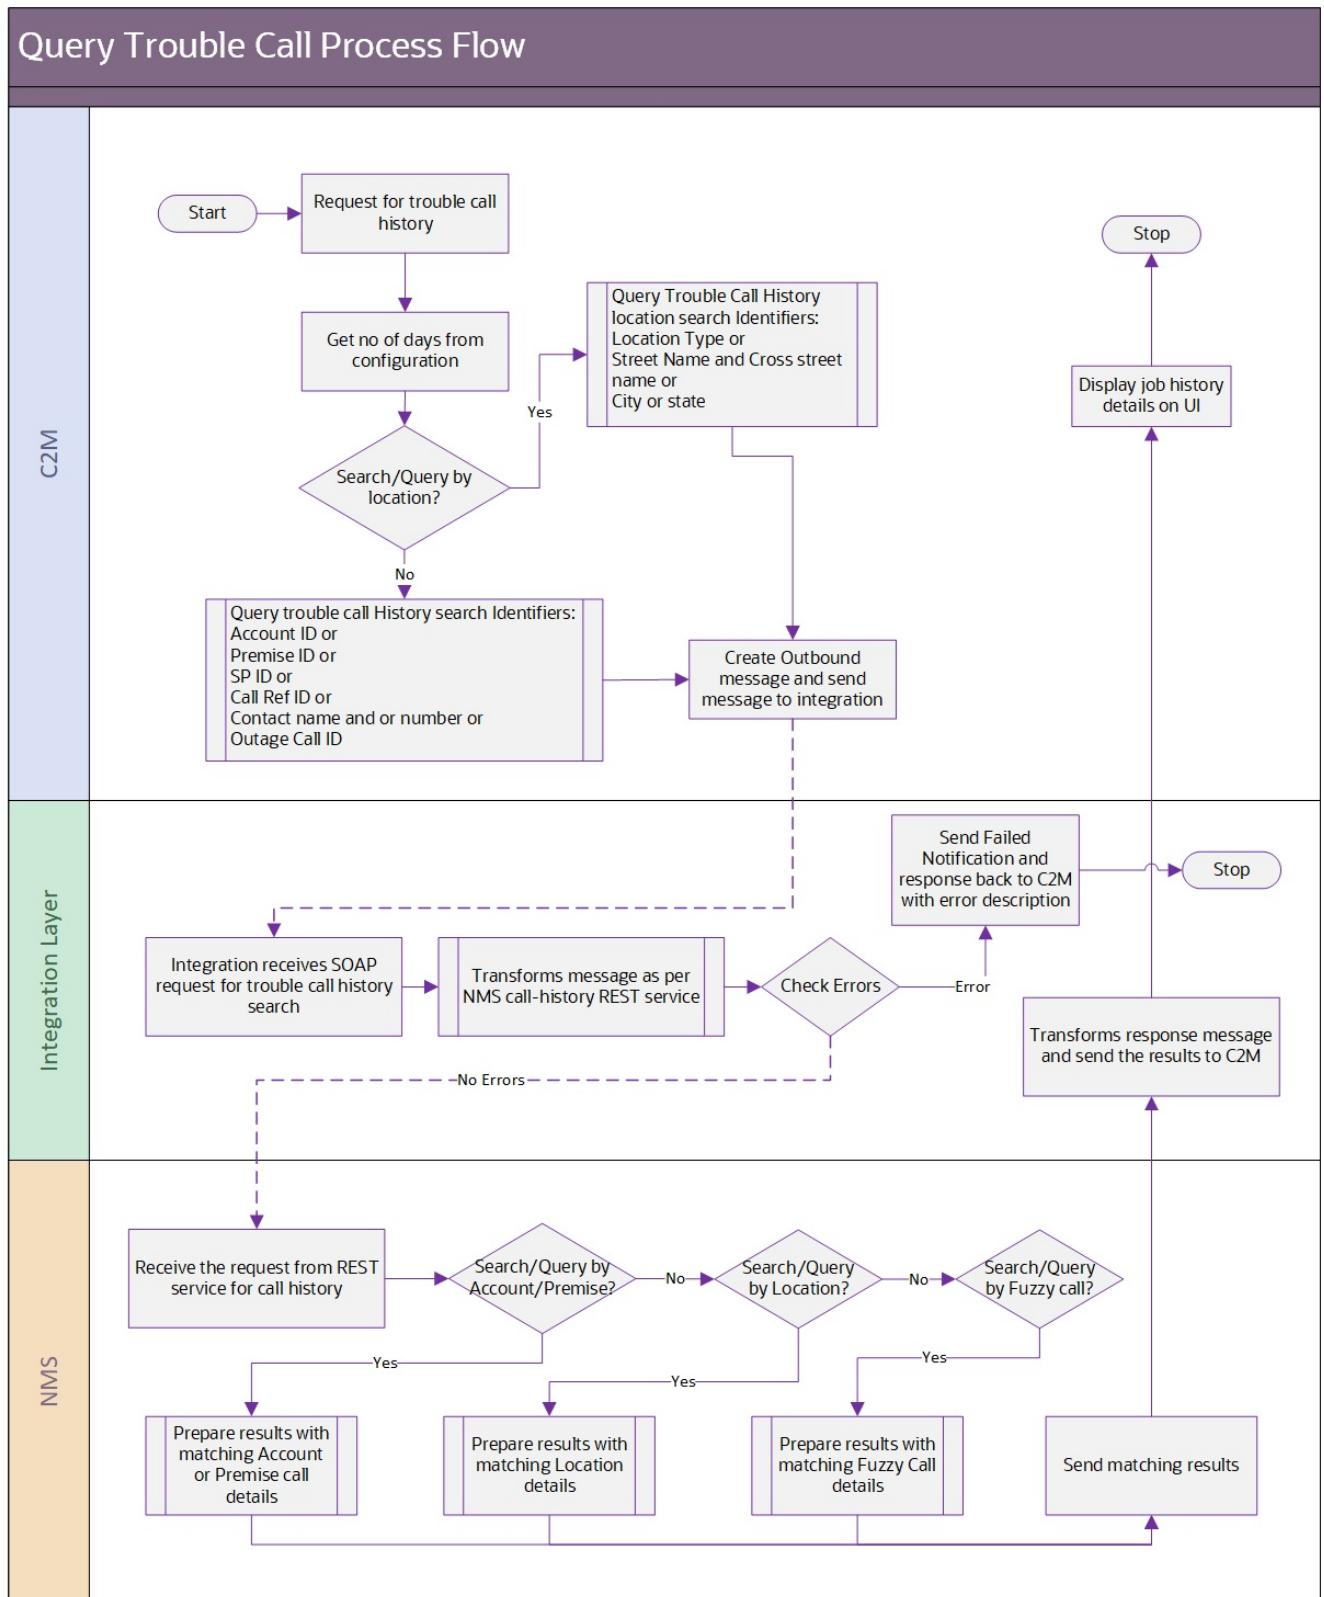 Query Trouble Call Process Flow
C2M
Start
Request for trouble call
history
Get no of days from
configuration
Search/Query by
location?
Yes
No
Query Trouble Call History
location search Identifiers:
Location Type or
Street Name and Cross street
name or
City or state
Query trouble call History search Identifiers:
Account ID or
Premise ID or
SP ID or
Call Ref ID or
Contact name and or number or
Outage Call ID
Create Outbound
message and send
message to integration
Stop
Display job history
details on UI
Integration Layer
Integration receives SOAP
request for trouble call history
search
Transforms message as per
NMS call-history REST service
Check Errors
Error
No Errors
Send Failed
Notification and
response back to C2M
with error description
Stop
Transforms response message
and send the results to C2M
NMS
Receive the request from REST
service for call history
Search/Query by
Account/Premise?
No
Search/Query
by Location?
No
Search/Query
by Fuzzy call?
Yes
Yes
Yes
Prepare results with
matching Account
or Premise call
details
Prepare results with
matching Location
details
Prepare results with
matching Fuzzy Call
details
Send matching results